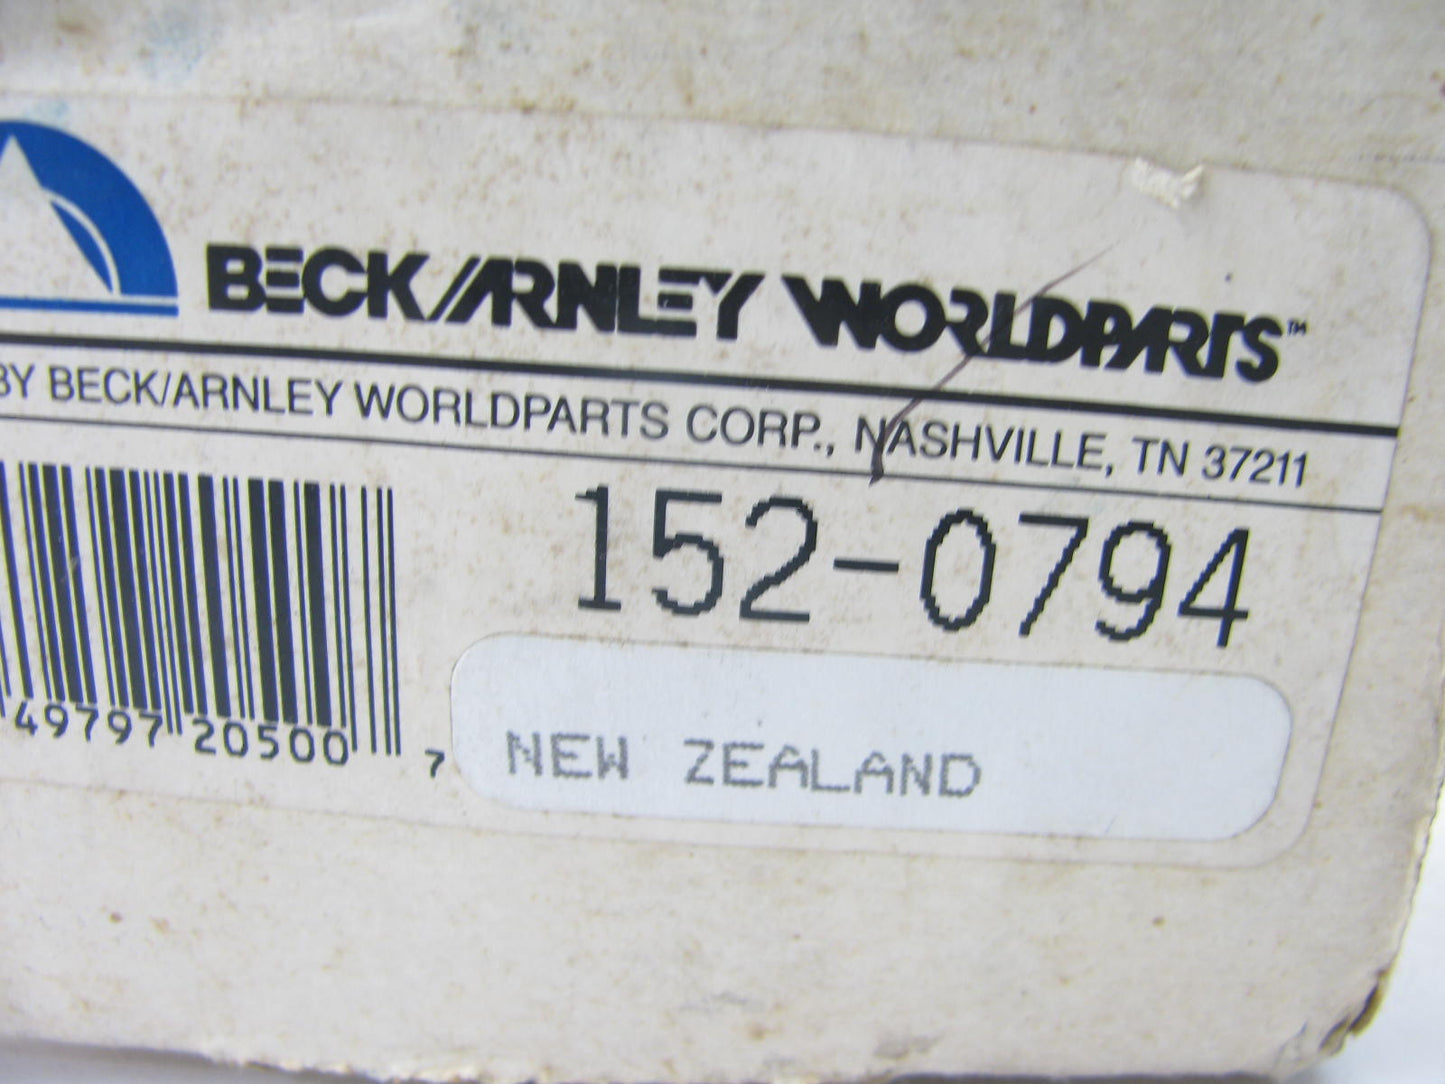 BECK/ARNLEY WORLDPARTS™
BY BECK/ARNLEY WORLDPARTS CORP., NASHVILLE, TN 37211
152-0794
49797 20500 7
NEW ZEALAND